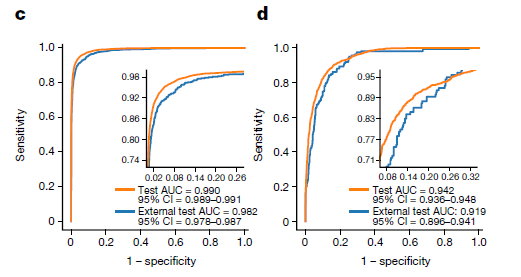 c
Sensitivity
1.0
0.8
0.6
0.4
0.2
0
0.98
0.92
0.86
0.80
0.74
0.02 0.08 0.14 0.20 0.26
Test AUC = 0.990
95% CI = 0.989–0.991
External test AUC = 0.982
95% CI = 0.978–0.987
0 0.2 0.4 0.6 0.8 1.0
1 – specificity
d
Sensitivity
1.0
0.8
0.6
0.4
0.2
0
0.95
0.89
0.83
0.77
0.71
0.08 0.14 0.20 0.26 0.32
Test AUC = 0.942
95% CI = 0.936–0.948
External test AUC: 0.919
95% CI = 0.896–0.941
0 0.2 0.4 0.6 0.8 1.0
1 – specificity